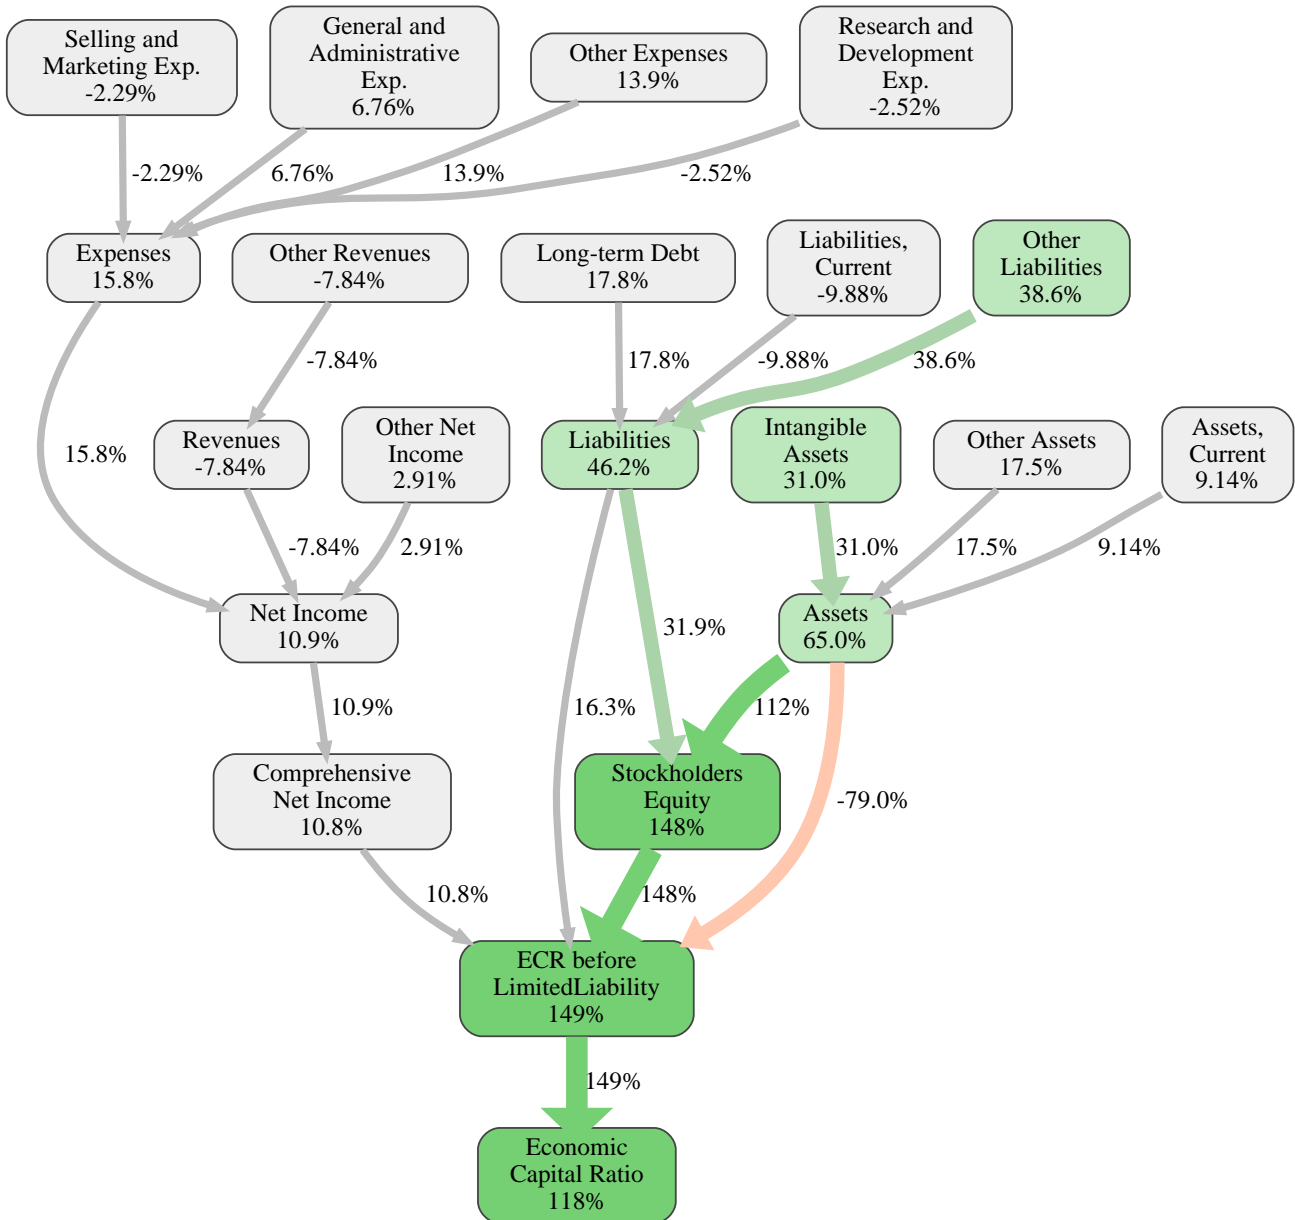 Selling and
Marketing Exp.
-2.29%
General and
Administrative
Exp.
6.76%
Other Expenses
13.9%
Research and
Development
Exp.
-2.52%
-2.29%
6.76%
13.9%
-2.52%
Expenses
15.8%
Other Revenues
-7.84%
Long-term Debt
17.8%
Liabilities,
Current
-9.88%
Other
Liabilities
38.6%
-7.84%
17.8%
-9.88%
38.6%
15.8%
Revenues
-7.84%
Other Net
Income
2.91%
Liabilities
46.2%
Intangible
Assets
31.0%
Other Assets
17.5%
Assets,
Current
9.14%
-7.84%
2.91%
31.0%
17.5%
9.14%
Net Income
10.9%
Assets
65.0%
31.9%
10.9%
16.3%
112%
-79.0%
Comprehensive
Net Income
10.8%
Stockholders
Equity
148%
10.8%
148%
ECR before
LimitedLiability
149%
149%
Economic
Capital Ratio
118%